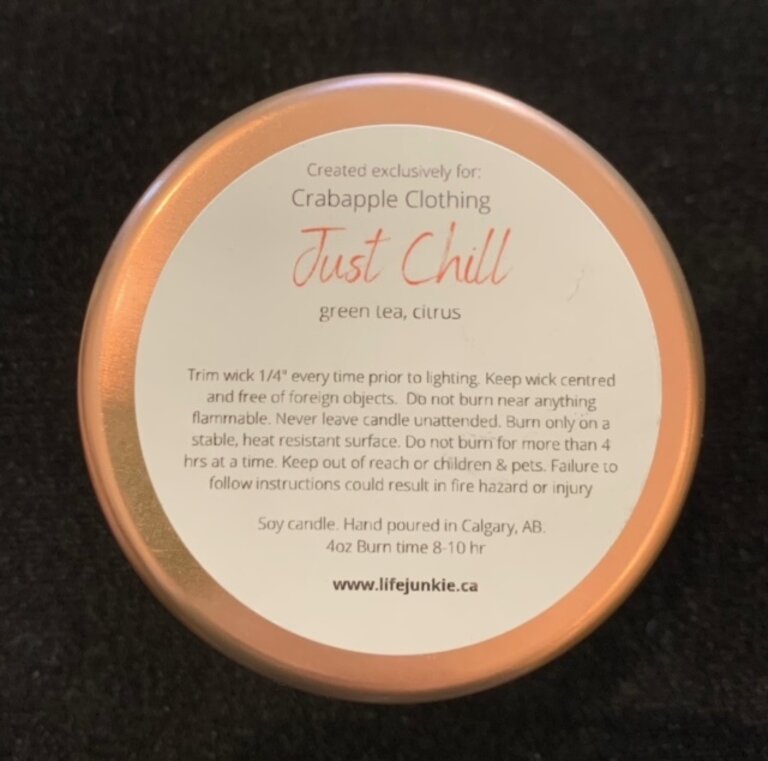 Created exclusively for:
Crabapple Clothing
Just Chill
green tea, citrus
Trim wick 1/4" every time prior to lighting. Keep wick centred
and free of foreign objects. Do not burn near anything
flammable. Never leave candle unattended. Burn only on a
stable, heat resistant surface. Do not burn for more than 4
hrs at a time. Keep out of reach or children & pets. Failure to
follow instructions could result in fire hazard or injury
Soy candle. Hand poured in Calgary, AB.
4oz Burn time 8-10 hr
www.lifejunkie.ca